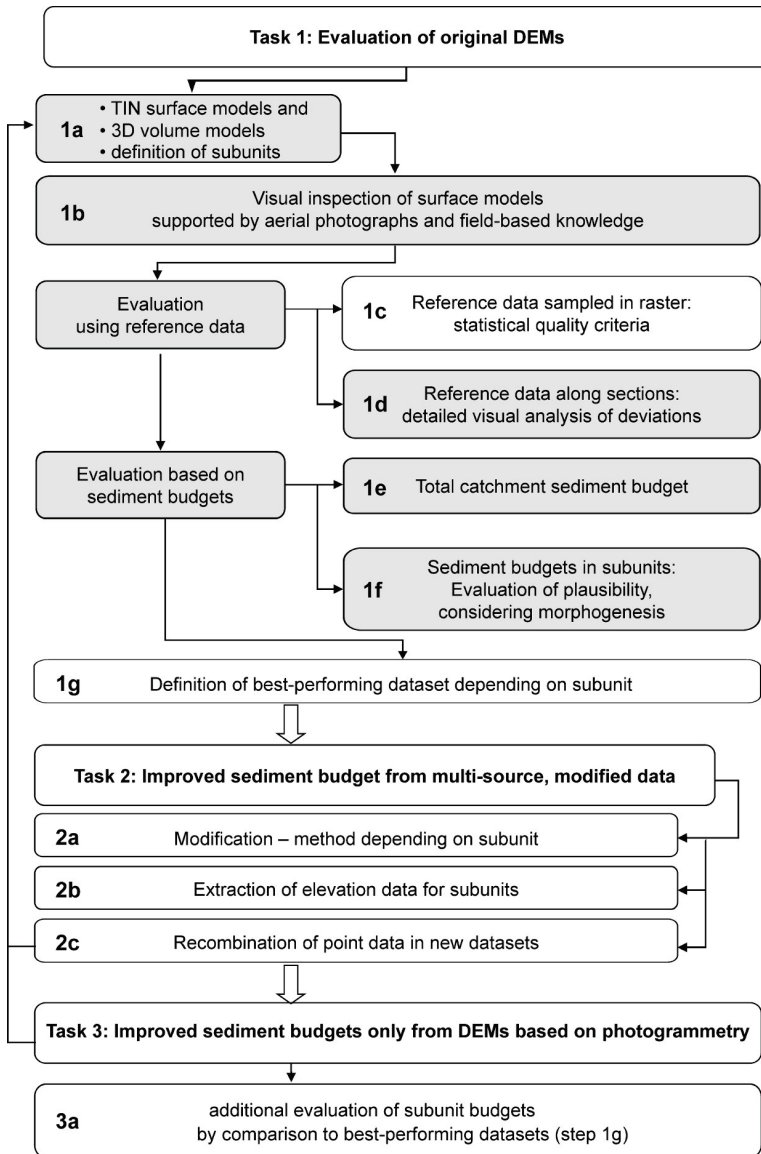 Task 1: Evaluation of original DEMs
1a
• TIN surface models and
• 3D volume models
• definition of subunits
1b
Visual inspection of surface models
supported by aerial photographs and field-based knowledge
Evaluation
using reference data
1c
Reference data sampled in raster:
statistical quality criteria
1d
Reference data along sections:
detailed visual analysis of deviations
Evaluation based on
sediment budgets
1e
Total catchment sediment budget
1f
Sediment budgets in subunits:
Evaluation of plausibility,
considering morphogenesis
1g
Definition of best-performing dataset depending on subunit
Task 2: Improved sediment budget from multi-source, modified data
2a
Modification – method depending on subunit
2b
Extraction of elevation data for subunits
2c
Recombination of point data in new datasets
Task 3: Improved sediment budgets only from DEMs based on photogrammetry
3a
additional evaluation of subunit budgets
by comparison to best-performing datasets (step 1g)